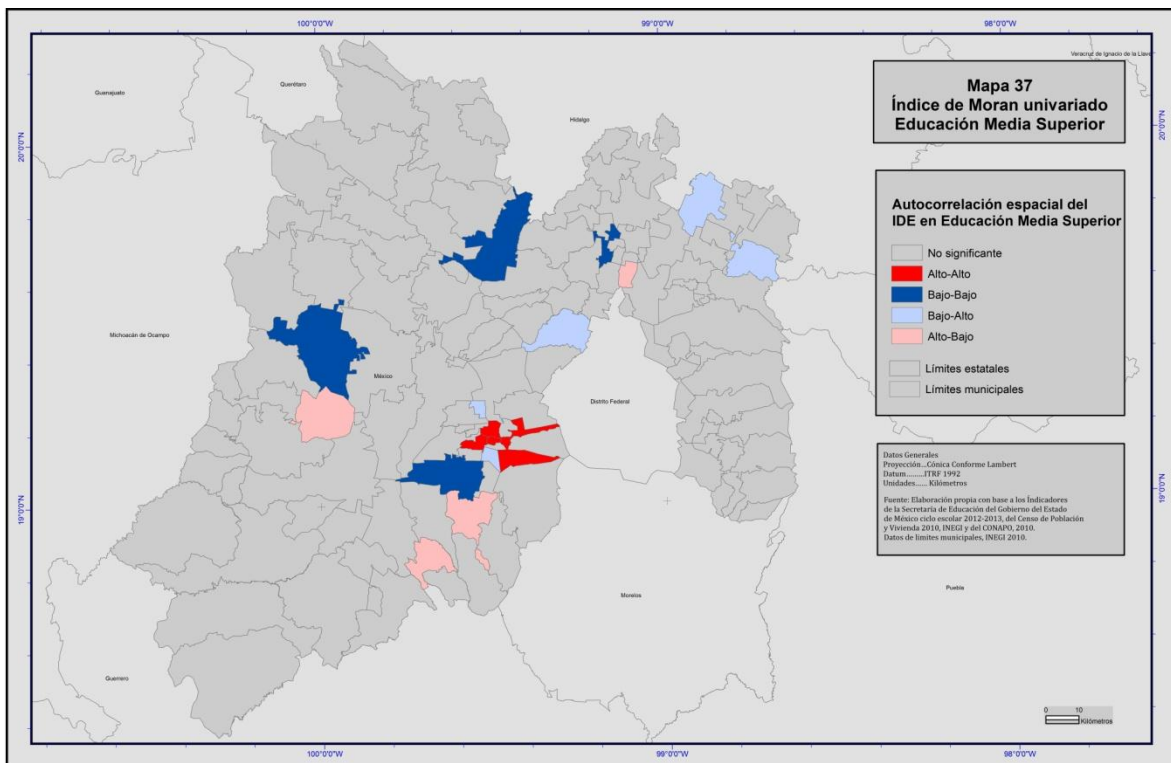 100°0'0"W
99°0'0"W
98°0'0"W
Veracruz de Ignacio de la Llave
Guanajuato
Querétaro
Hidalgo
Mapa 37
Índice de Moran univariado
Educación Media Superior
20°0'0"N
20°0'0"N
Autocorrelación espacial del
IDE en Educación Media Superior
No significante
Alto-Alto
Bajo-Bajo
Bajo-Alto
Alto-Bajo
Límites estatales
Límites municipales
Michoacán de Ocampo
México
Distrito Federal
Datos Generales
Proyección...Cónica Conforme Lambert
Datum.........ITRF 1992
Unidades...... Kilómetros
Fuente: Elaboración propia con base a los Índicadores
de la Secretaría de Educación del Gobierno del Estado
de México ciclo escolar 2012-2013, del Censo de Población
y Vivienda 2010, INEGI y del CONAPO, 2010.
Datos de límites municipales, INEGI 2010.
19°0'0"N
19°0'0"N
Morelos
Puebla
Guerrero
0 10
Kilómetros
100°0'0"W
99°0'0"W
98°0'0"W